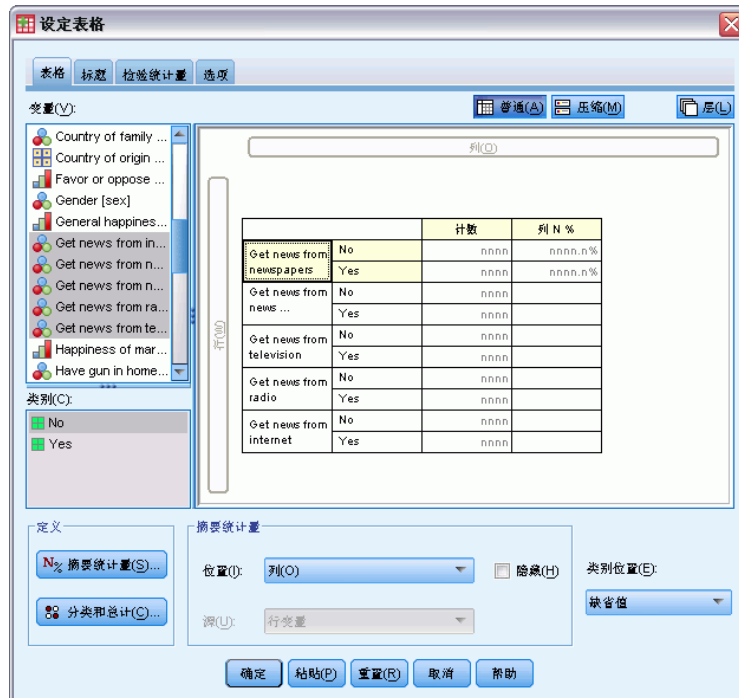 设定表格
表格 标题 检验统计量 选项
变量(V):
普通(A) 压缩(M) 层(L)
Country of family ...
Country of origin ...
Favor or oppose ...
Gender [sex]
General happines...
Get news from in...
Get news from n...
Get news from n...
Get news from ra...
Get news from te...
Happiness of mar...
Have gun in home...
类别(C):
No
Yes
列(O)
行(W)
计数 列 N %
Get news from newspapers No nnnn nnnn.n%
Yes nnnn nnnn.n%
Get news from news ... No nnnn
Yes nnnn
Get news from television No nnnn
Yes nnnn
Get news from radio No nnnn
Yes nnnn
Get news from internet No nnnn
Yes nnnn
定义
N% 摘要统计量(S)...
分类和总计(C)...
摘要统计量
位置(I): 列(O) 隐藏(H)
源(U): 行变量
类别位置(E):
缺省值
确定 粘贴(P) 重置(R) 取消 帮助